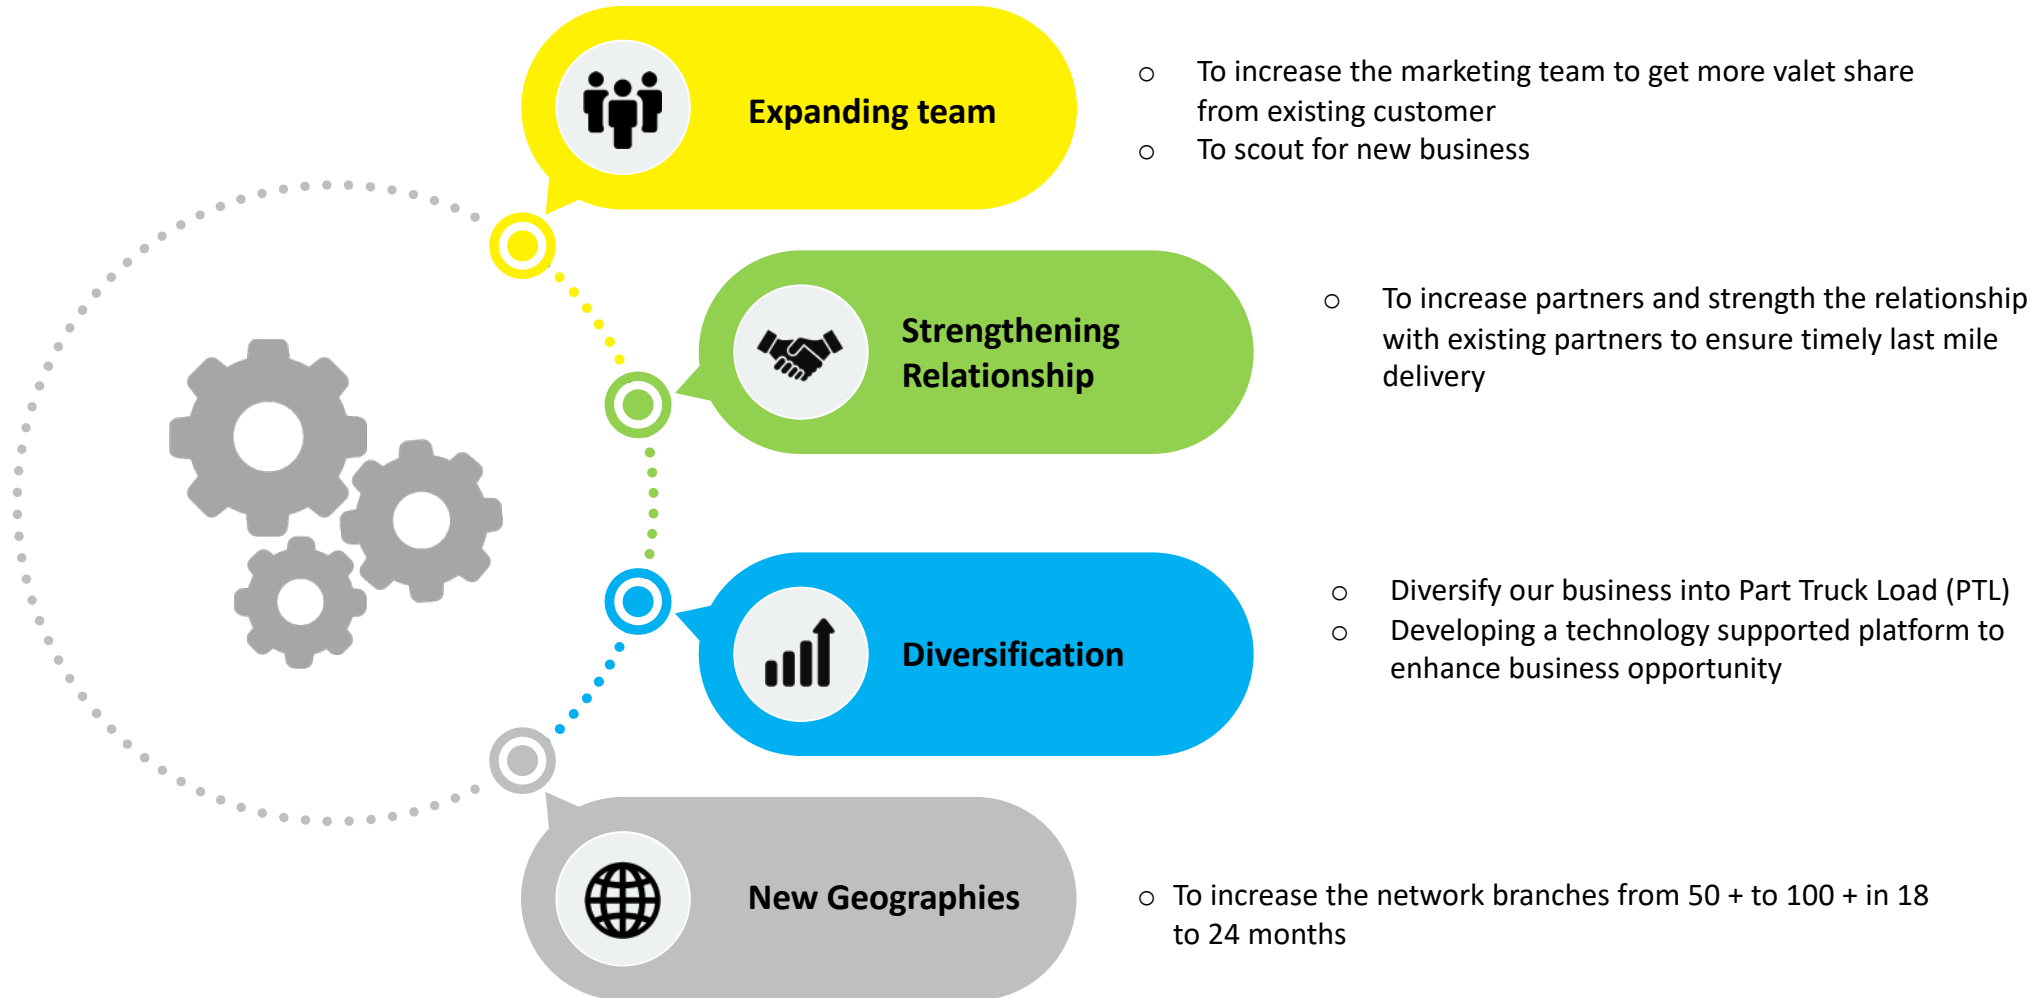 Expanding team
○ To increase the marketing team to get more valet share
from existing customer
○ To scout for new business
Strengthening
Relationship
○ To increase partners and strength the relationship
with existing partners to ensure timely last mile
delivery
Diversification
○ Diversify our business into Part Truck Load (PTL)
○ Developing a technology supported platform to
enhance business opportunity
New Geographies
○ To increase the network branches from 50 + to 100 + in 18
to 24 months